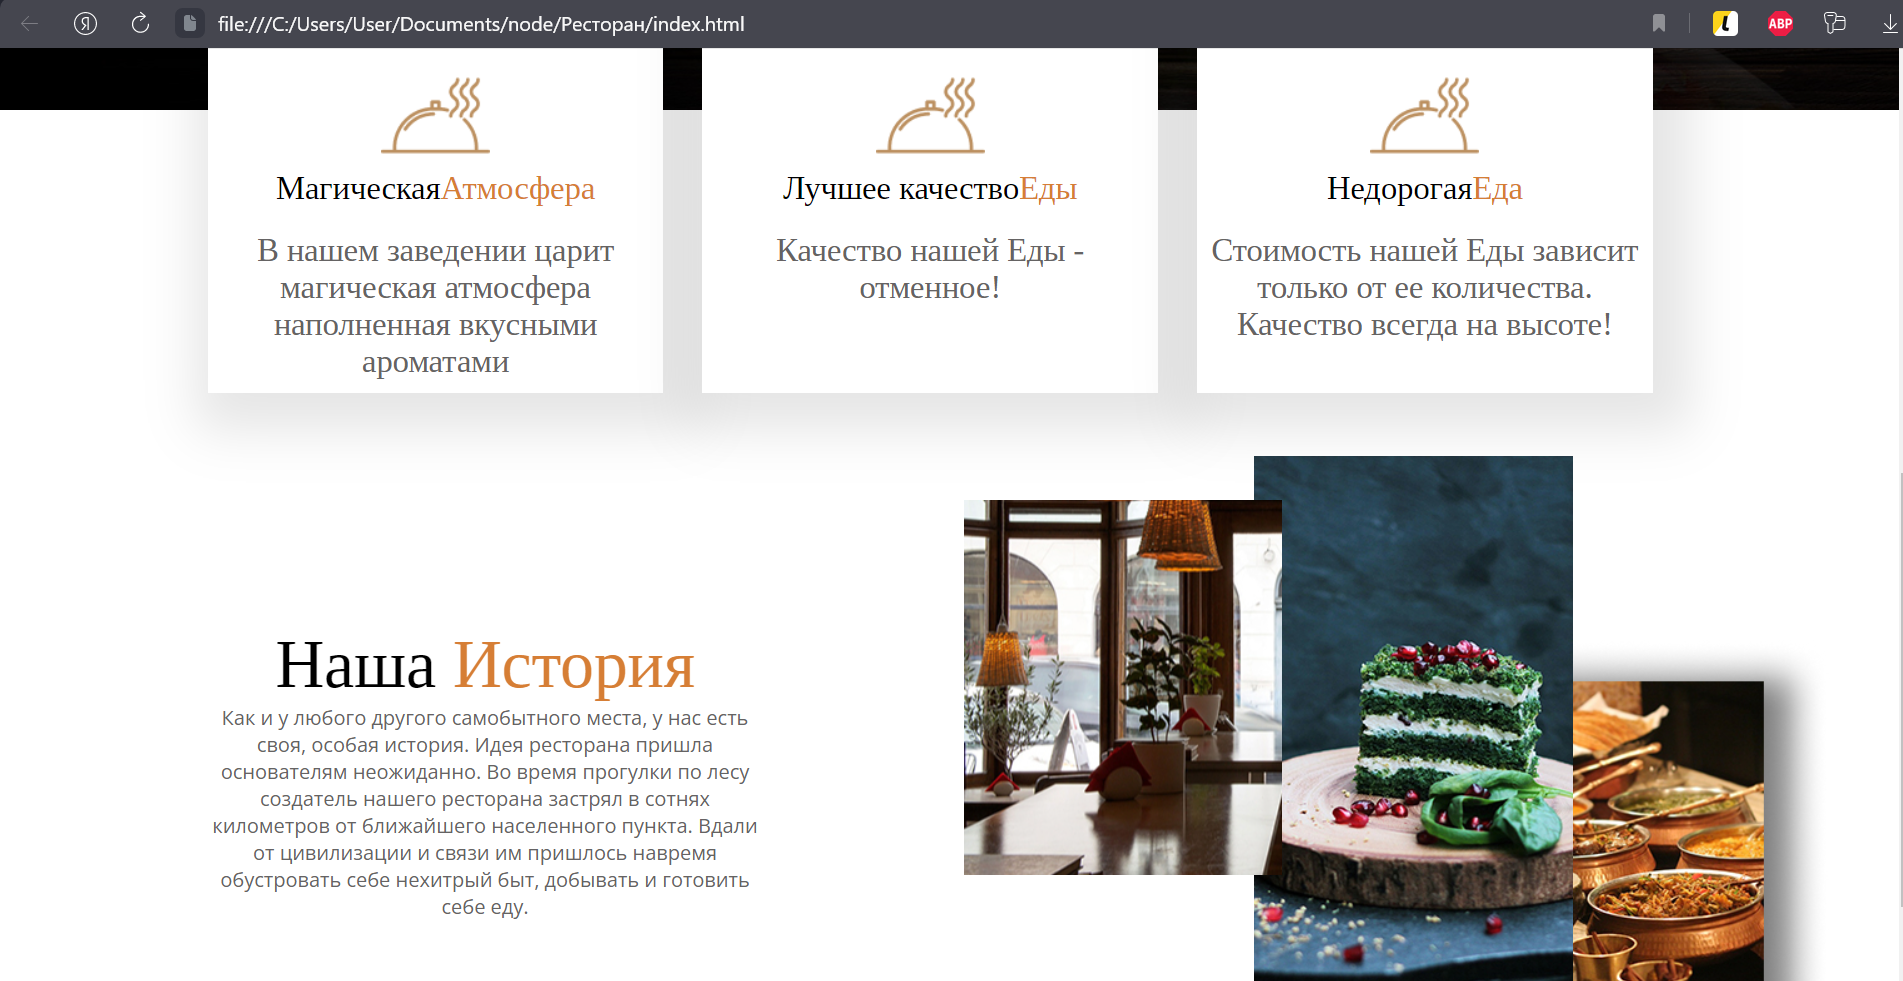 Я
file:///C:/Users/User/Documents/node/Ресторан/index.html
L
ABP
МагическаяАтмосфера
В нашем заведении царит
магическая атмосфера
наполненная вкусными
ароматами
Лучшее качествоЕды
Качество нашей Еды -
отменное!
НедорогаяЕда
Стоимость нашей Еды зависит
только от ее количества.
Качество всегда на высоте!
Наша История
Как и у любого другого самобытного места, у нас есть
своя, особая история. Идея ресторана пришла
основателям неожиданно. Во время прогулки по лесу
создатель нашего ресторана застрял в сотнях
километров от ближайшего населенного пункта. Вдали
от цивилизации и связи им пришлось навремя
обустровать себе нехитрый быт, добывать и готовить
себе еду.